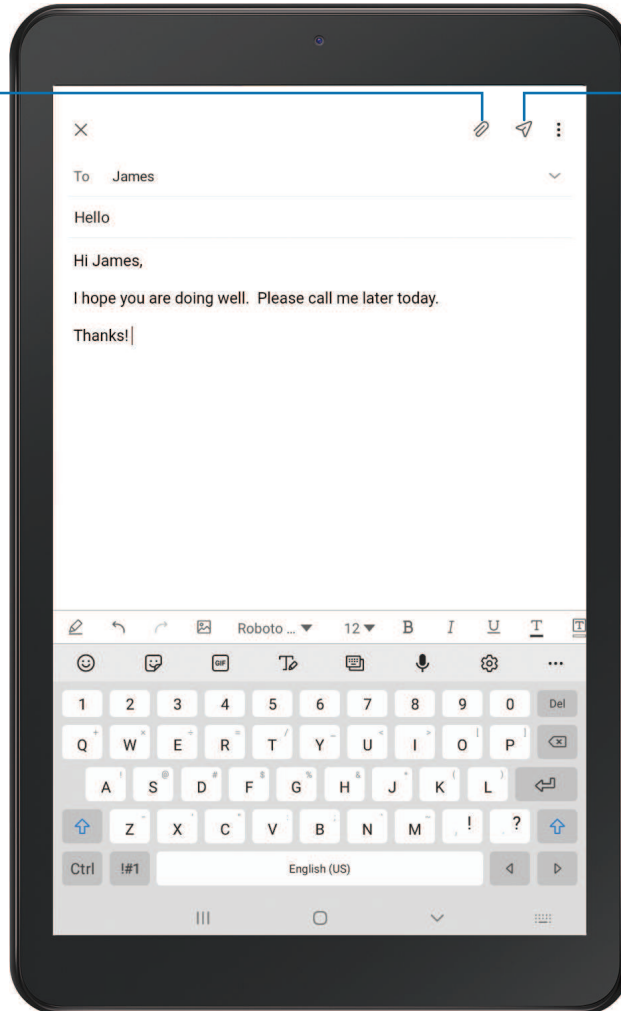 To James
Hello
Hi James,
I hope you are doing well.  Please call me later today.
Thanks!
Roboto ... 12 B I U T T
GIF T
1 2 3 4 5 6 7 8 9 0 Del
Q W E R T Y U I O P
A S D F G H J K L
Z X C V B N M , ! . ?
Ctrl !#1 English (US)